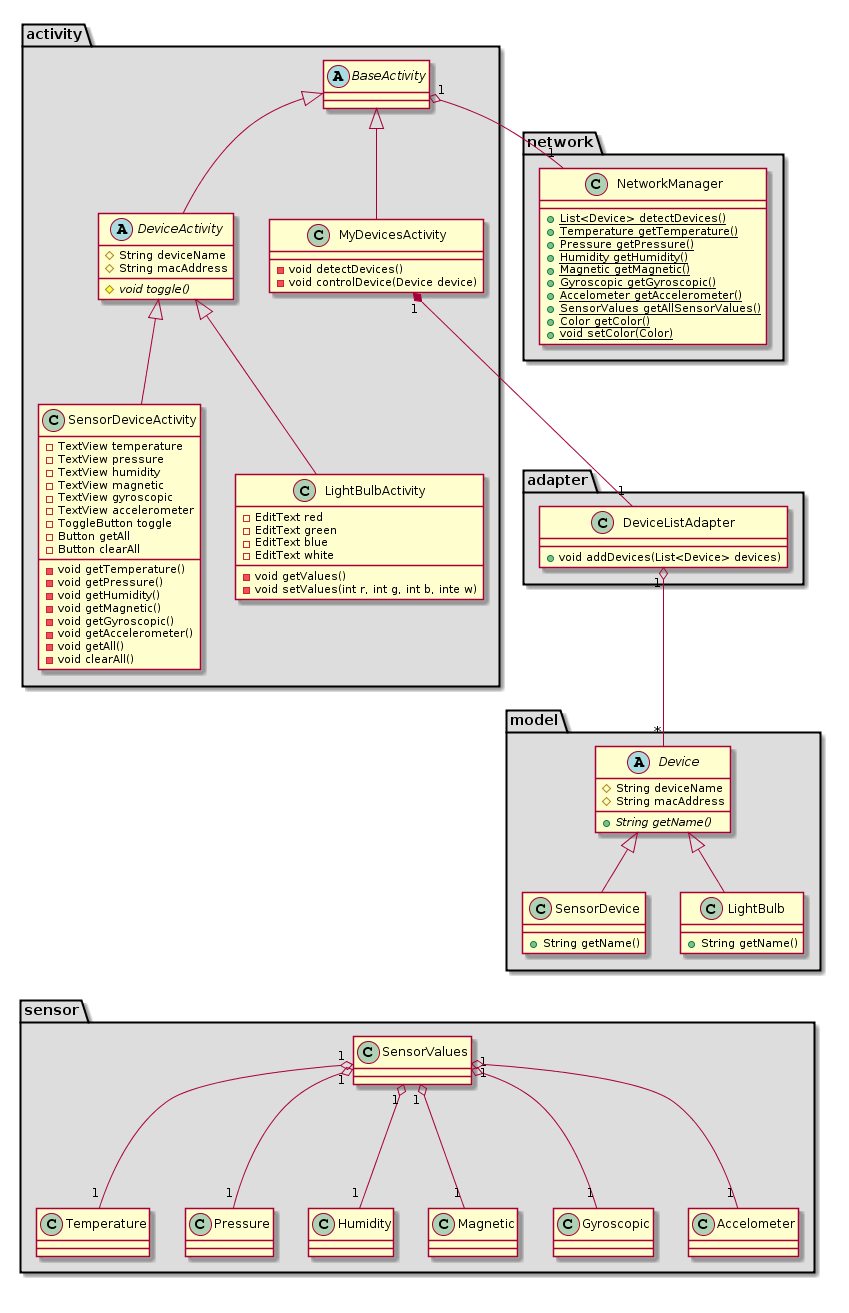 activity
A BaseActivity
1
1
network
C NetworkManager
List<Device> detectDevices()
Temperature getTemperature()
Pressure getPressure()
Humidity getHumidity()
Magnetic getMagnetic()
Gyroscopic getGyroscopic()
Accelometer getAccelerometer()
SensorValues getAllSensorValues()
Color getColor()
void setColor(Color)
A DeviceActivity
String deviceName
String macAddress
void toggle()
C MyDevicesActivity
void detectDevices()
void controlDevice(Device device)
1
C SensorDeviceActivity
TextView temperature
TextView pressure
TextView humidity
TextView magnetic
TextView gyroscopic
TextView accelerometer
ToggleButton toggle
Button getAll
Button clearAll
void getTemperature()
void getPressure()
void getHumidity()
void getMagnetic()
void getGyroscopic()
void getAccelerometer()
void getAll()
void clearAll()
C LightBulbActivity
EditText red
EditText green
EditText blue
EditText white
void getValues()
void setValues(int r, int g, int b, inte w)
adapter
1
C DeviceListAdapter
void addDevices(List<Device> devices)
1
model
*
A Device
String deviceName
String macAddress
String getName()
C SensorDevice
String getName()
C LightBulb
String getName()
sensor
C SensorValues
1
1
1
1
1
1
1
1
1
1
1
1
C Temperature
C Pressure
C Humidity
C Magnetic
C Gyroscopic
C Accelometer